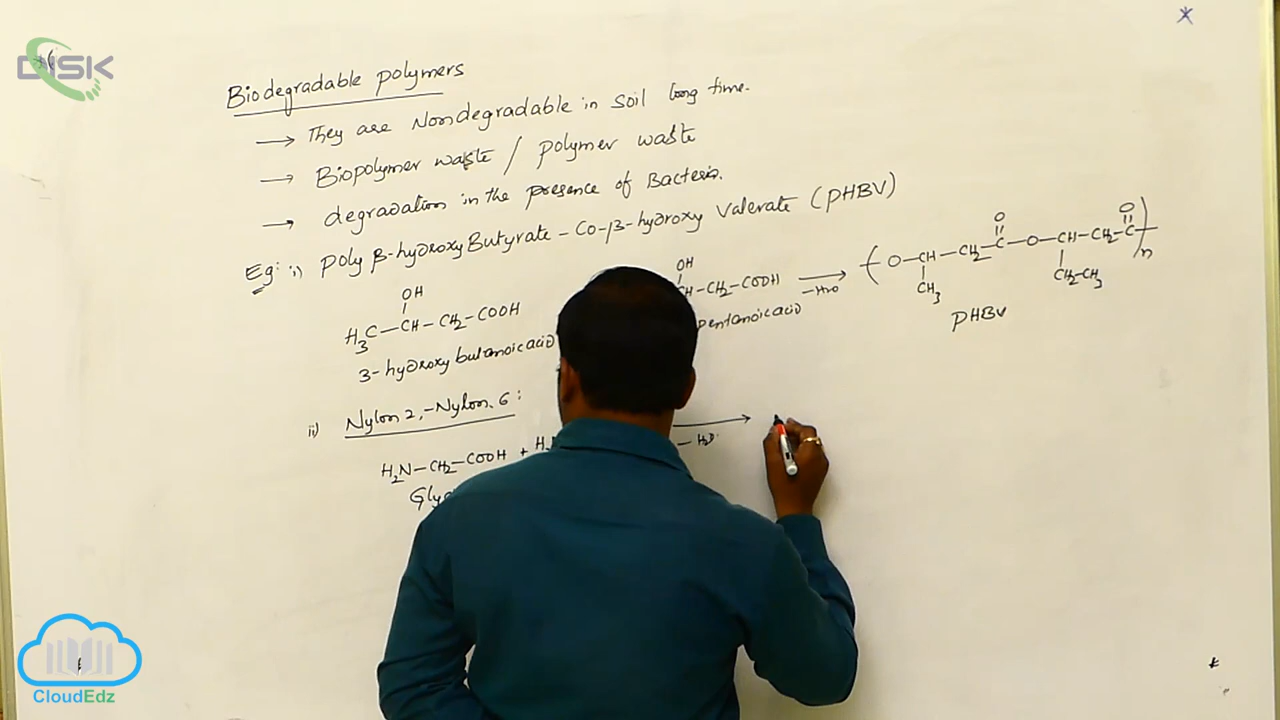 DISK
Biodegradable polymers
→ They are Nondegradable in Soil long time.
→ Biopolymer waste / polymer waste
→ degradation in the presence of Bacteria.
Eg: i) poly β-hydroxy Butyrate - Co-β-hydroxy Valerate (PHBV)
OH
H3C-CH-CH2-COOH
3-hydroxy butanoic acid
OH
CH-CH2-COOH
pentanoic acid
-H2O
O O
(O-CH-CH2-C-O-CH-CH2-C)n
CH3 CH2-CH3
PHBV
ii) Nylon 2,-Nylon. 6:
H2N-CH2-COOH + H2
-H2O
Gly
CloudEdz